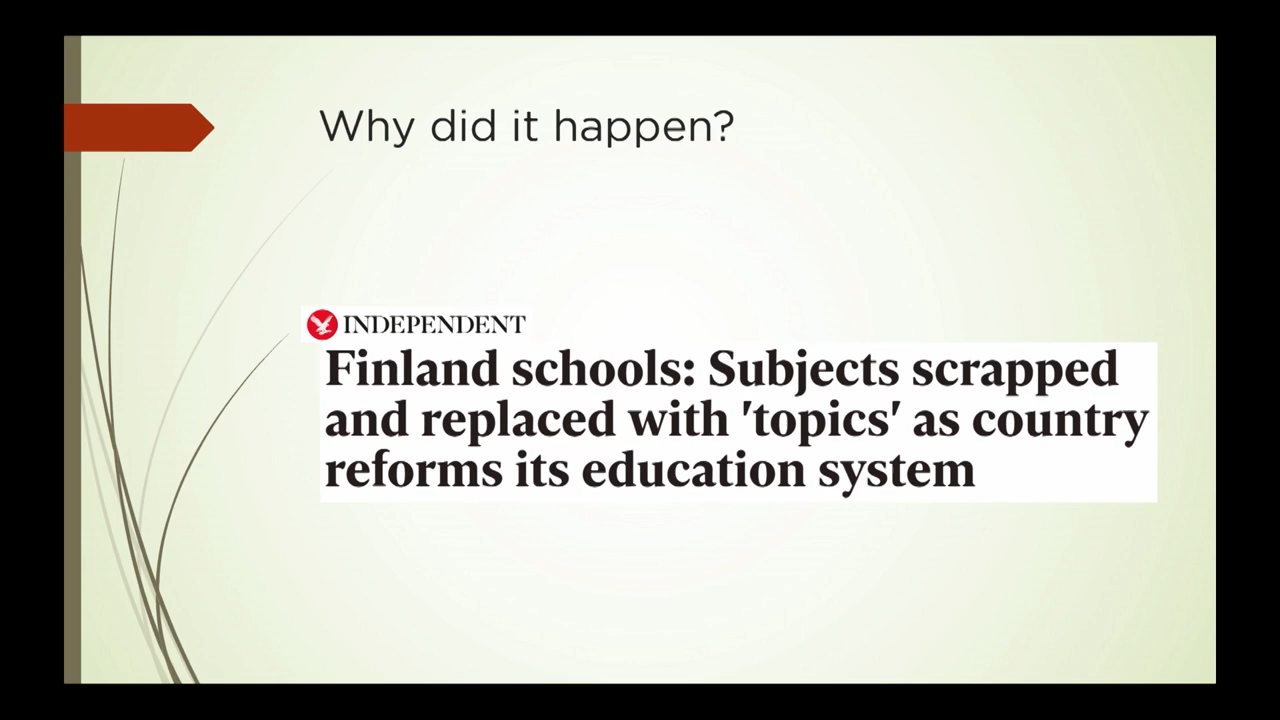 Why did it happen?
INDEPENDENT
Finland schools: Subjects scrapped
and replaced with 'topics' as country
reforms its education system